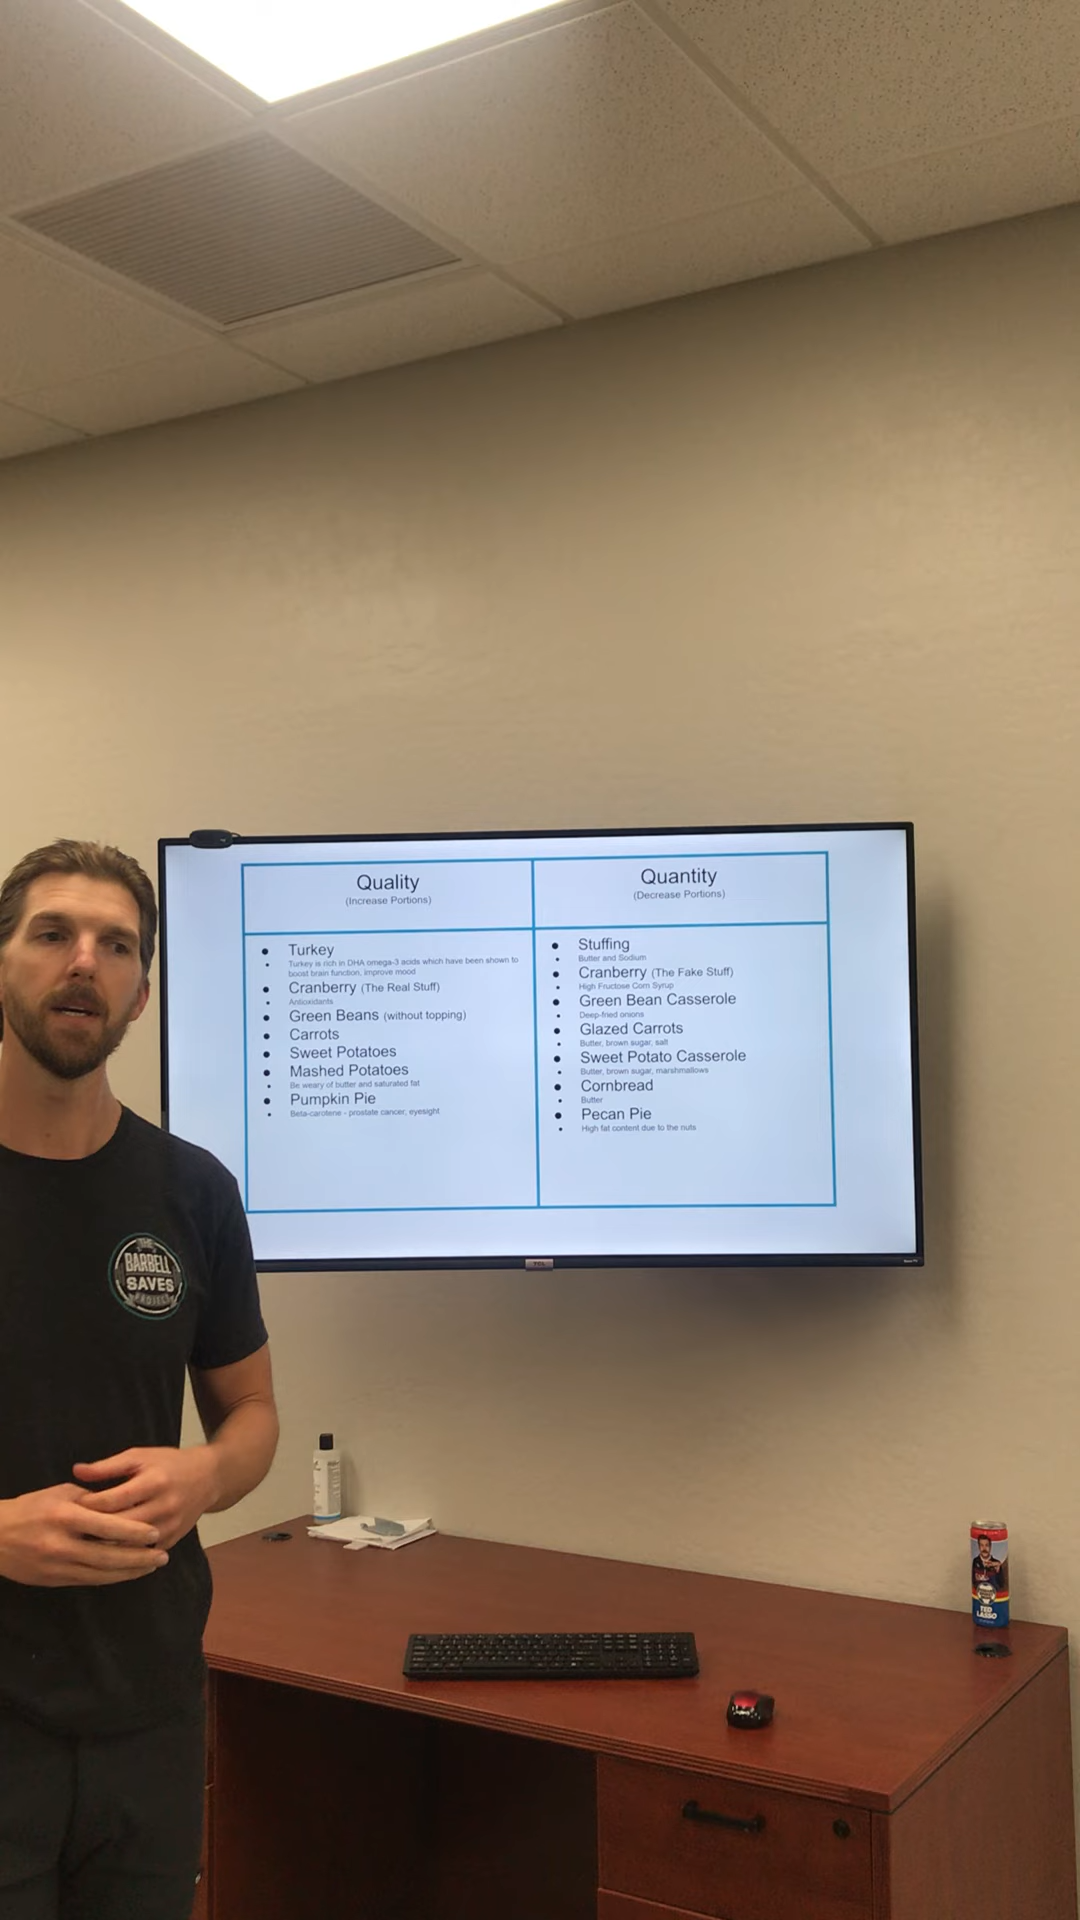 Quality
(Increase Portions)
Turkey
Turkey is rich in DHA omega-3 acids which have been shown to
boost brain function, improve mood
Cranberry (The Real Stuff)
Antioxidants
Green Beans (without topping)
Carrots
Sweet Potatoes
Mashed Potatoes
Be weary of butter and saturated fat
Pumpkin Pie
Beta-carotene - prostate cancer, eyesight
Quantity
(Decrease Portions)
Stuffing
Butter and Sodium
Cranberry (The Fake Stuff)
High Fructose Corn Syrup
Green Bean Casserole
Deep-fried onions
Glazed Carrots
Butter, brown sugar, salt
Sweet Potato Casserole
Butter, brown sugar, marshmallows
Cornbread
Butter
Pecan Pie
High fat content due to the nuts
TCL
THE
BARBELL
SAVES
PROJECT
TED
LASSO